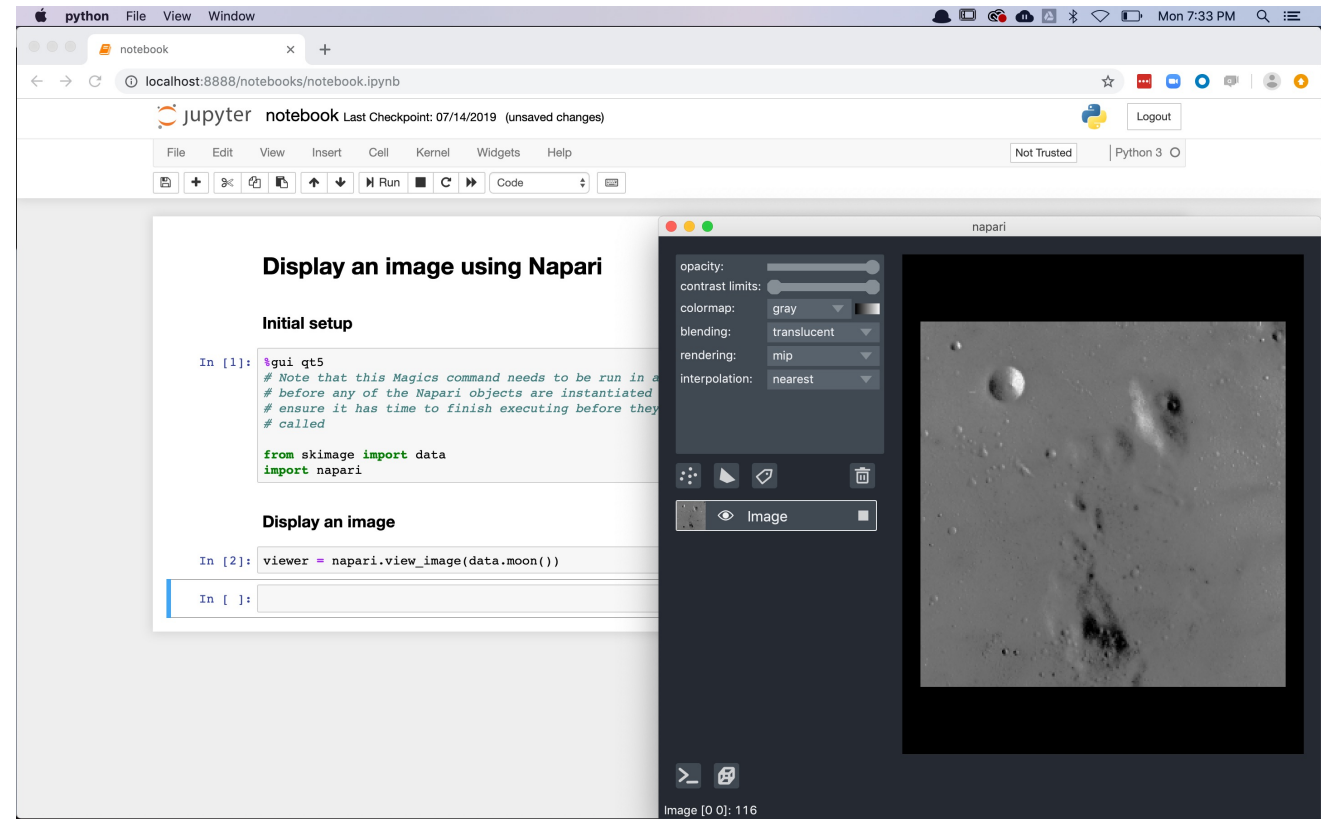 python File View Window Mon 7:33 PM
notebook
localhost:8888/notebooks/notebook.ipynb
jupyter notebook Last Checkpoint: 07/14/2019 (unsaved changes)
Logout
File Edit View Insert Cell Kernel Widgets Help
Not Trusted
Python 3
Run
Code
Display an image using Napari
Initial setup
In [1]: %gui qt5
# Note that this Magics command needs to be run in a
# before any of the Napari objects are instantiated
# ensure it has time to finish executing before they
# called
from skimage import data
import napari
Display an image
In [2]: viewer = napari.view_image(data.moon())
In [ ]:
napari
opacity:
contrast limits:
colormap: gray
blending: translucent
rendering: mip
interpolation: nearest
Image
Image [0 0]: 116